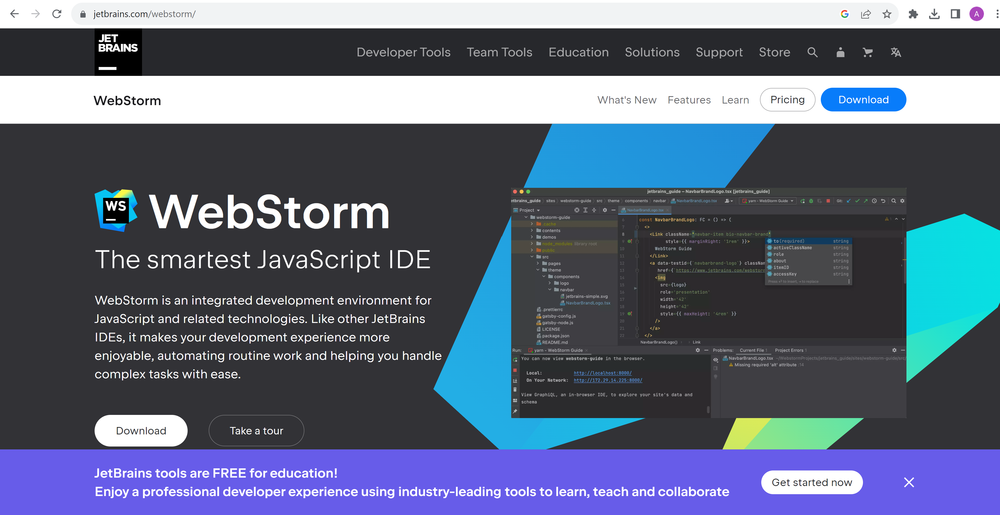 jetbrains.com/webstorm/
A
JET
BRAINS
Developer Tools Team Tools Education Solutions Support Store
WebStorm
What's New Features Learn Pricing Download
WS
WebStorm
The smartest JavaScript IDE
WebStorm is an integrated development environment for
JavaScript and related technologies. Like other JetBrains
IDEs, it makes your development experience more
enjoyable, automating routine work and helping you handle
complex tasks with ease.
Download Take a tour
jetbrains_guide – NavbarBrandLogo.tsx [jetbrains_guide]
etbrains_guide sites webstorm-guide src theme components navbar NavbarBrandLogo.tsx yarn - WebStorm Guide Git:
Project
NavbarBrandLogo.tsx
webstorm-guide
.cache
contents
demos
node_modules library root
public
src
pages
theme
components
logo
navbar
jetbrains-simple.svg
NavbarBrandLogo.tsx
.prettierrc
gatsby-config.js
gatsby-node.js
LICENSE
package.json
README.md
6 const NavbarBrandLogo: FC = () => (
7 <>
8 <Link className='navbar-item bio-navbar-brand'
9 style={{ marginRight: '1rem' }}>
10 WebStorm Guide
11 </Link>
12 <a data-testid={`navbarbrand-logo`} classNam
13 href={`https://www.jetbrains.com/webstorm
14 <img
15 src={logo}
16 role='presentation'
17 width='42'
18 height='42'
19 style={{ maxHeight: '4rem' }}
20 />
21 </a>
22 </>
1
to(required) string
activeClassName string
role string
about string
itemID string
accessKey string
Press ⏎ to insert, ⇥ to replace
NavbarBrandLogo() Link
Run: yarn - WebStorm Guide
You can now view webstorm-guide in the browser.
Local: http://localhost:8000/
On Your Network: http://172.29.14.225:8000/
View GraphiQL, an in-browser IDE, to explore your site's data and
schema
Problems: Current File 1 Project Errors 1
NavbarBrandLogo.tsx ~/WebstormProjects/jetbrains_guide/sites/webstorm-guide/src/
Missing required 'alt' attribute :14
JetBrains tools are FREE for education!
Enjoy a professional developer experience using industry-leading tools to learn, teach and collaborate
Get started now